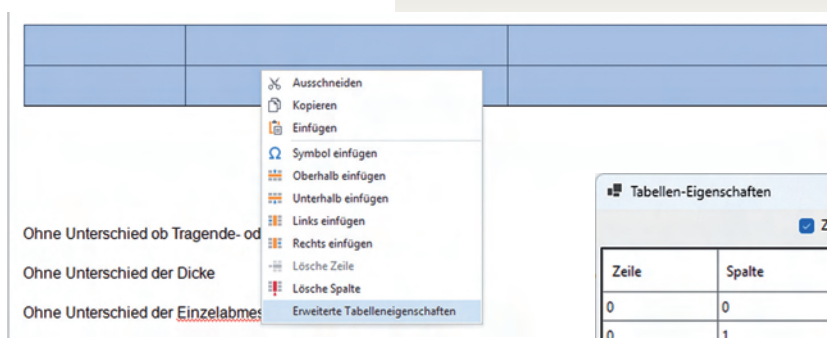 Ausschneiden
Kopieren
Einfügen
Symbol einfügen
Oberhalb einfügen
Unterhalb einfügen
Links einfügen
Rechts einfügen
Lösche Zeile
Lösche Spalte
Erweiterte Tabelleneigenschaften
Ohne Unterschied ob Tragende- od
Ohne Unterschied der Dicke
Ohne Unterschied der Einzelabmes
Tabellen-Eigenschaften
Z
Zeile Spalte
0 0
0 1